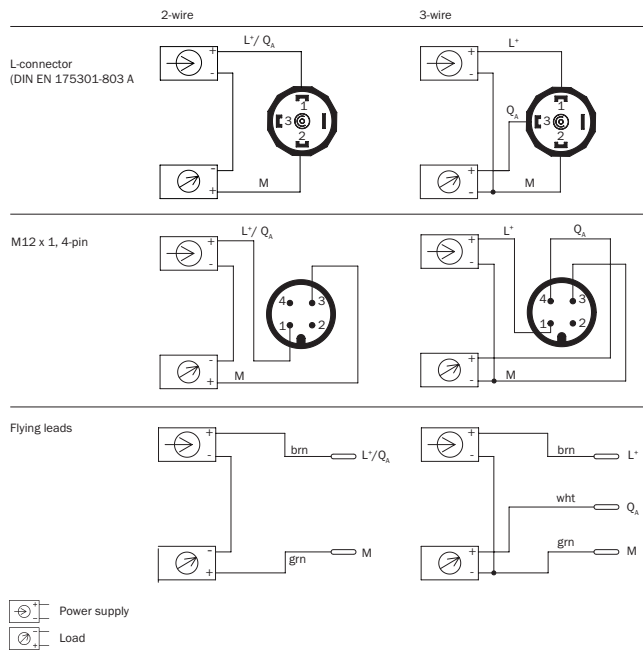 2-wire
3-wire
L-connector
(DIN EN 175301-803 A
+
-
L⁺/ Q_A
1
3
2
-
+
M
+
-
L⁺
Q_A
1
3
2
+
-
M
M12 x 1, 4-pin
+
-
L⁺/ Q_A
4
3
1
2
-
+
M
+
-
L⁺
Q_A
4
3
1
2
+
-
M
Flying leads
+
-
brn
L⁺/Q_A
-
+
grn
M
+
-
brn
L⁺
wht
Q_A
+
-
grn
M
+
-
Power supply
-
+
Load